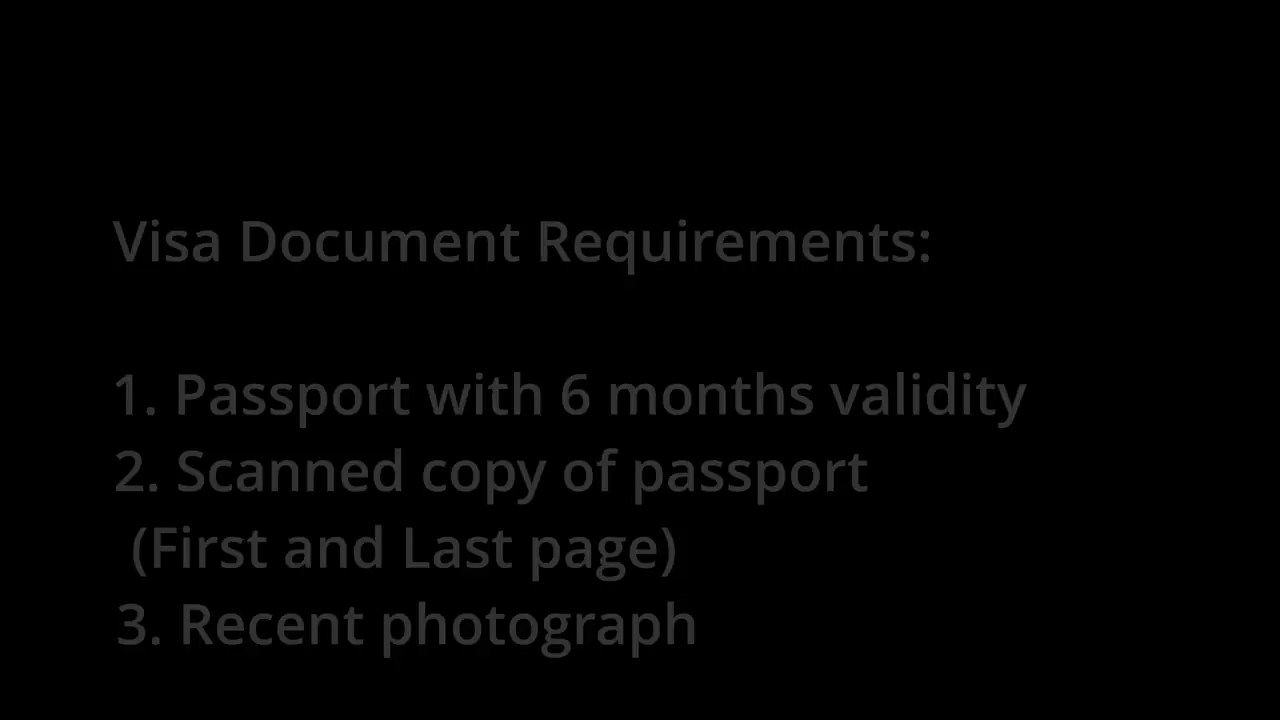 Visa Document Requirements:
1. Passport with 6 months validity
2. Scanned copy of passport
(First and Last page)
3. Recent photograph